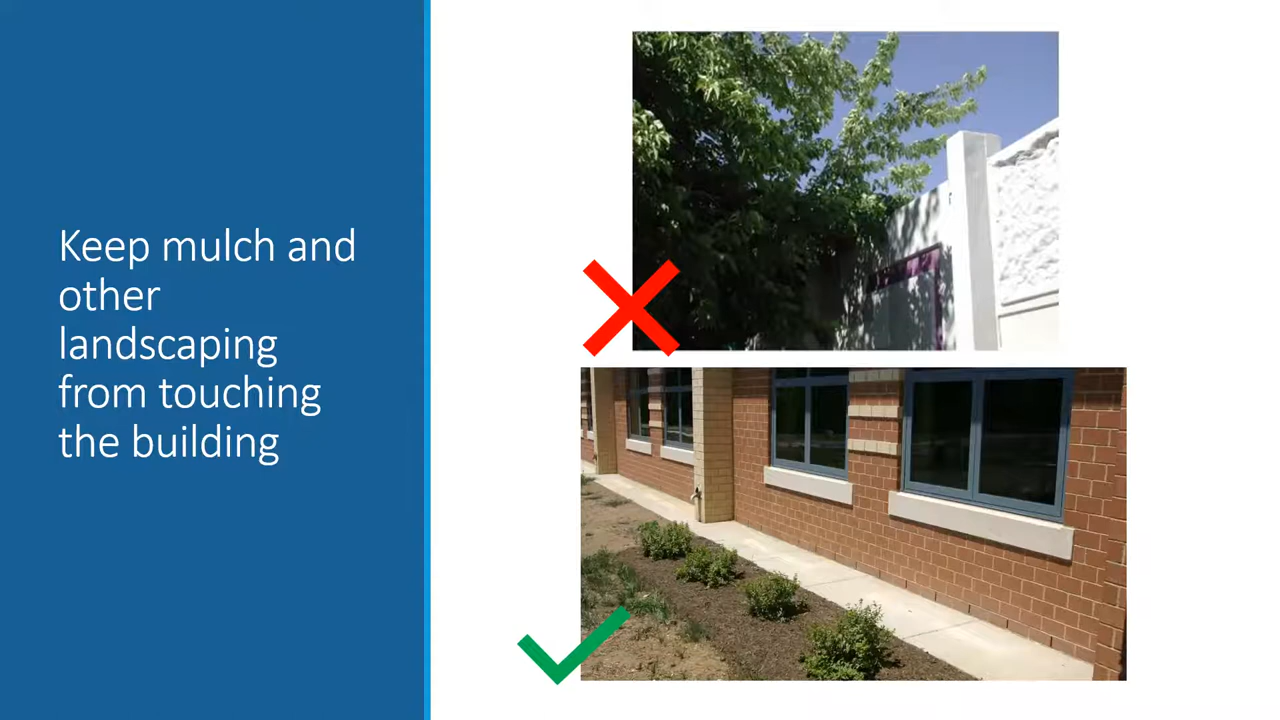 Keep mulch and
other
landscaping
from touching
the building